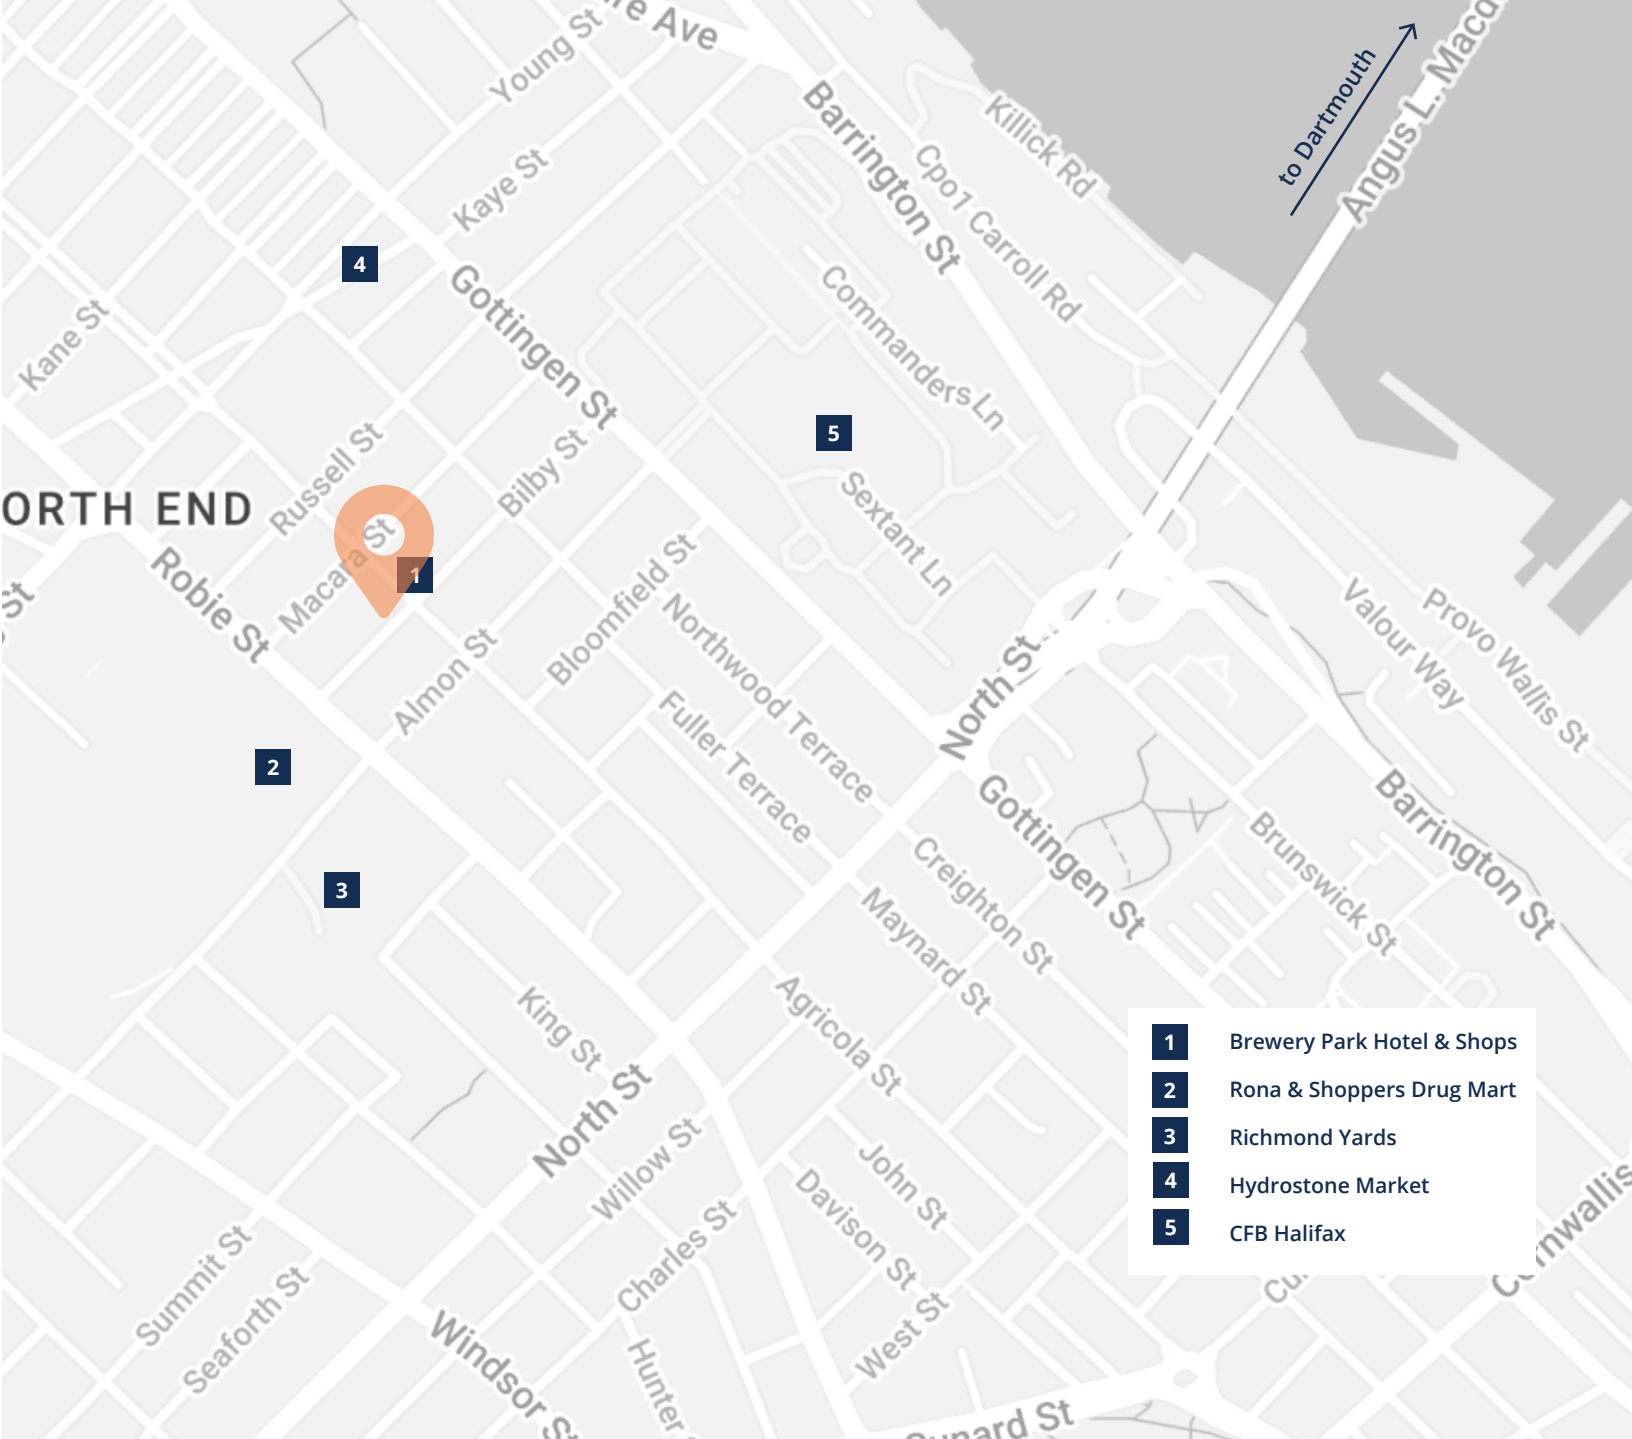 Ave
Young St
Barrington St
Killick Rd
to Dartmouth
Angus L. Macd
Cpo1 Carroll Rd
Kaye St
4
Gottingen St
Commanders Ln
Kane St
5
Russell St
Bilby St
Sextant Ln
ORTH END
Macara St
1
Robie St
St
Bloomfield St
Northwood Terrace
North St
Valour Way
Provo Wallis St
Almon St
Fuller Terrace
2
Gottingen St
Barrington St
3
Creighton St
Brunswick St
Maynard St
Agricola St
King St
North St
Willow St
John St
Davison St
Charles St
West St
Summit St
Seaforth St
Windsor St
Hunter
St
Cornwallis
1 Brewery Park Hotel & Shops
2 Rona & Shoppers Drug Mart
3 Richmond Yards
4 Hydrostone Market
5 CFB Halifax